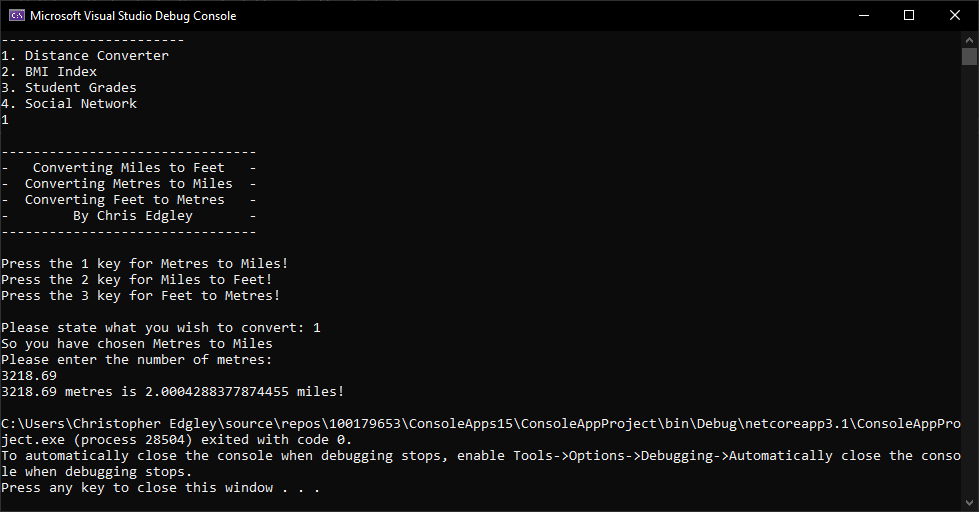 Microsoft Visual Studio Debug Console
-----------------------
1. Distance Converter
2. BMI Index
3. Student Grades
4. Social Network
1
--------------------------------
-   Converting Miles to Feet   -
-  Converting Metres to Miles  -
-  Converting Feet to Metres   -
-        By Chris Edgley       -
--------------------------------
Press the 1 key for Metres to Miles!
Press the 2 key for Miles to Feet!
Press the 3 key for Feet to Metres!
Please state what you wish to convert: 1
So you have chosen Metres to Miles
Please enter the number of metres:
3218.69
3218.69 metres is 2.0004288377874455 miles!
C:\Users\Christopher Edgley\source\repos\100179653\ConsoleApps15\ConsoleAppProject\bin\Debug\netcoreapp3.1\ConsoleAppPro
ject.exe (process 28504) exited with code 0.
To automatically close the console when debugging stops, enable Tools->Options->Debugging->Automatically close the conso
le when debugging stops.
Press any key to close this window . . .